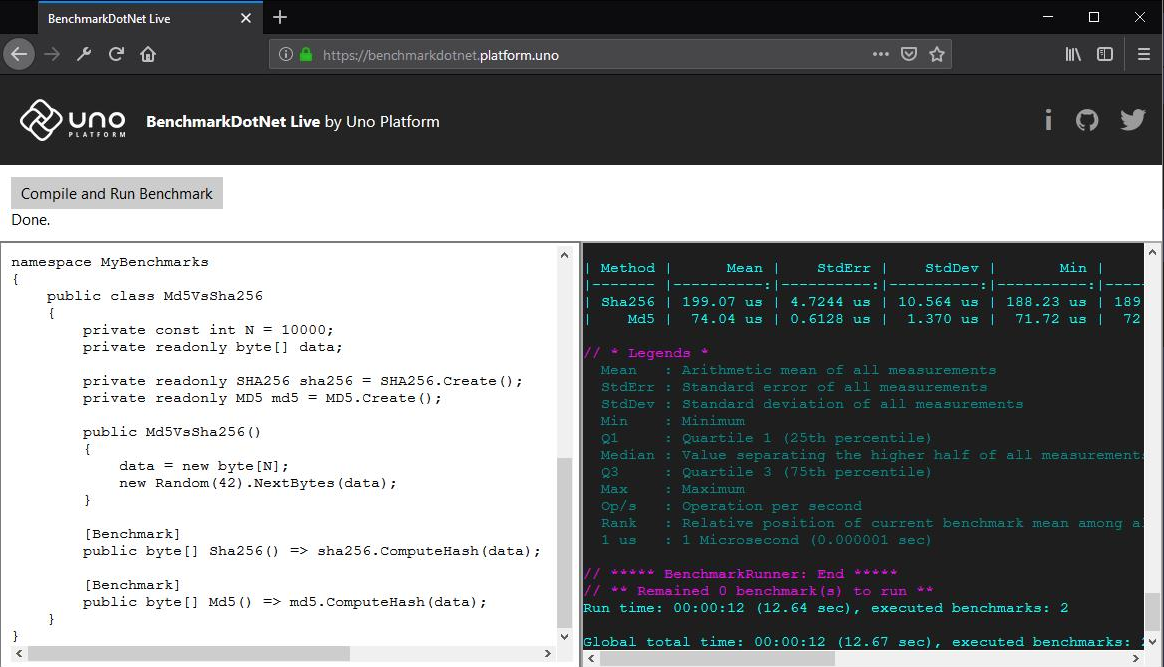 BenchmarkDotNet Live
https://benchmarkdotnet.platform.uno
UNO PLATFORM
BenchmarkDotNet Live by Uno Platform
Compile and Run Benchmark
Done.
namespace MyBenchmarks
{
public class Md5VsSha256
{
private const int N = 10000;
private readonly byte[] data;
private readonly SHA256 sha256 = SHA256.Create();
private readonly MD5 md5 = MD5.Create();
public Md5VsSha256()
{
data = new byte[N];
new Random(42).NextBytes(data);
}
[Benchmark]
public byte[] Sha256() => sha256.ComputeHash(data);
[Benchmark]
public byte[] Md5() => md5.ComputeHash(data);
}
}
| Method | Mean | StdErr | StdDev | Min |
|------- |----------:|----------:|----------:|----------:|-----
| Sha256 | 199.07 us | 4.7244 us | 10.564 us | 188.23 us | 189
| Md5 | 74.04 us | 0.6128 us | 1.370 us | 71.72 us | 72
// * Legends *
Mean : Arithmetic mean of all measurements
StdErr : Standard error of all measurements
StdDev : Standard deviation of all measurements
Min : Minimum
Q1 : Quartile 1 (25th percentile)
Median : Value separating the higher half of all measurements
Q3 : Quartile 3 (75th percentile)
Max : Maximum
Op/s : Operation per second
Rank : Relative position of current benchmark mean among
1 us : 1 Microsecond (0.000001 sec)
// ***** BenchmarkRunner: End *****
// ** Remained 0 benchmark(s) to run **
Run time: 00:00:12 (12.64 sec), executed benchmarks: 2
Global total time: 00:00:12 (12.67 sec), executed benchmarks: 2